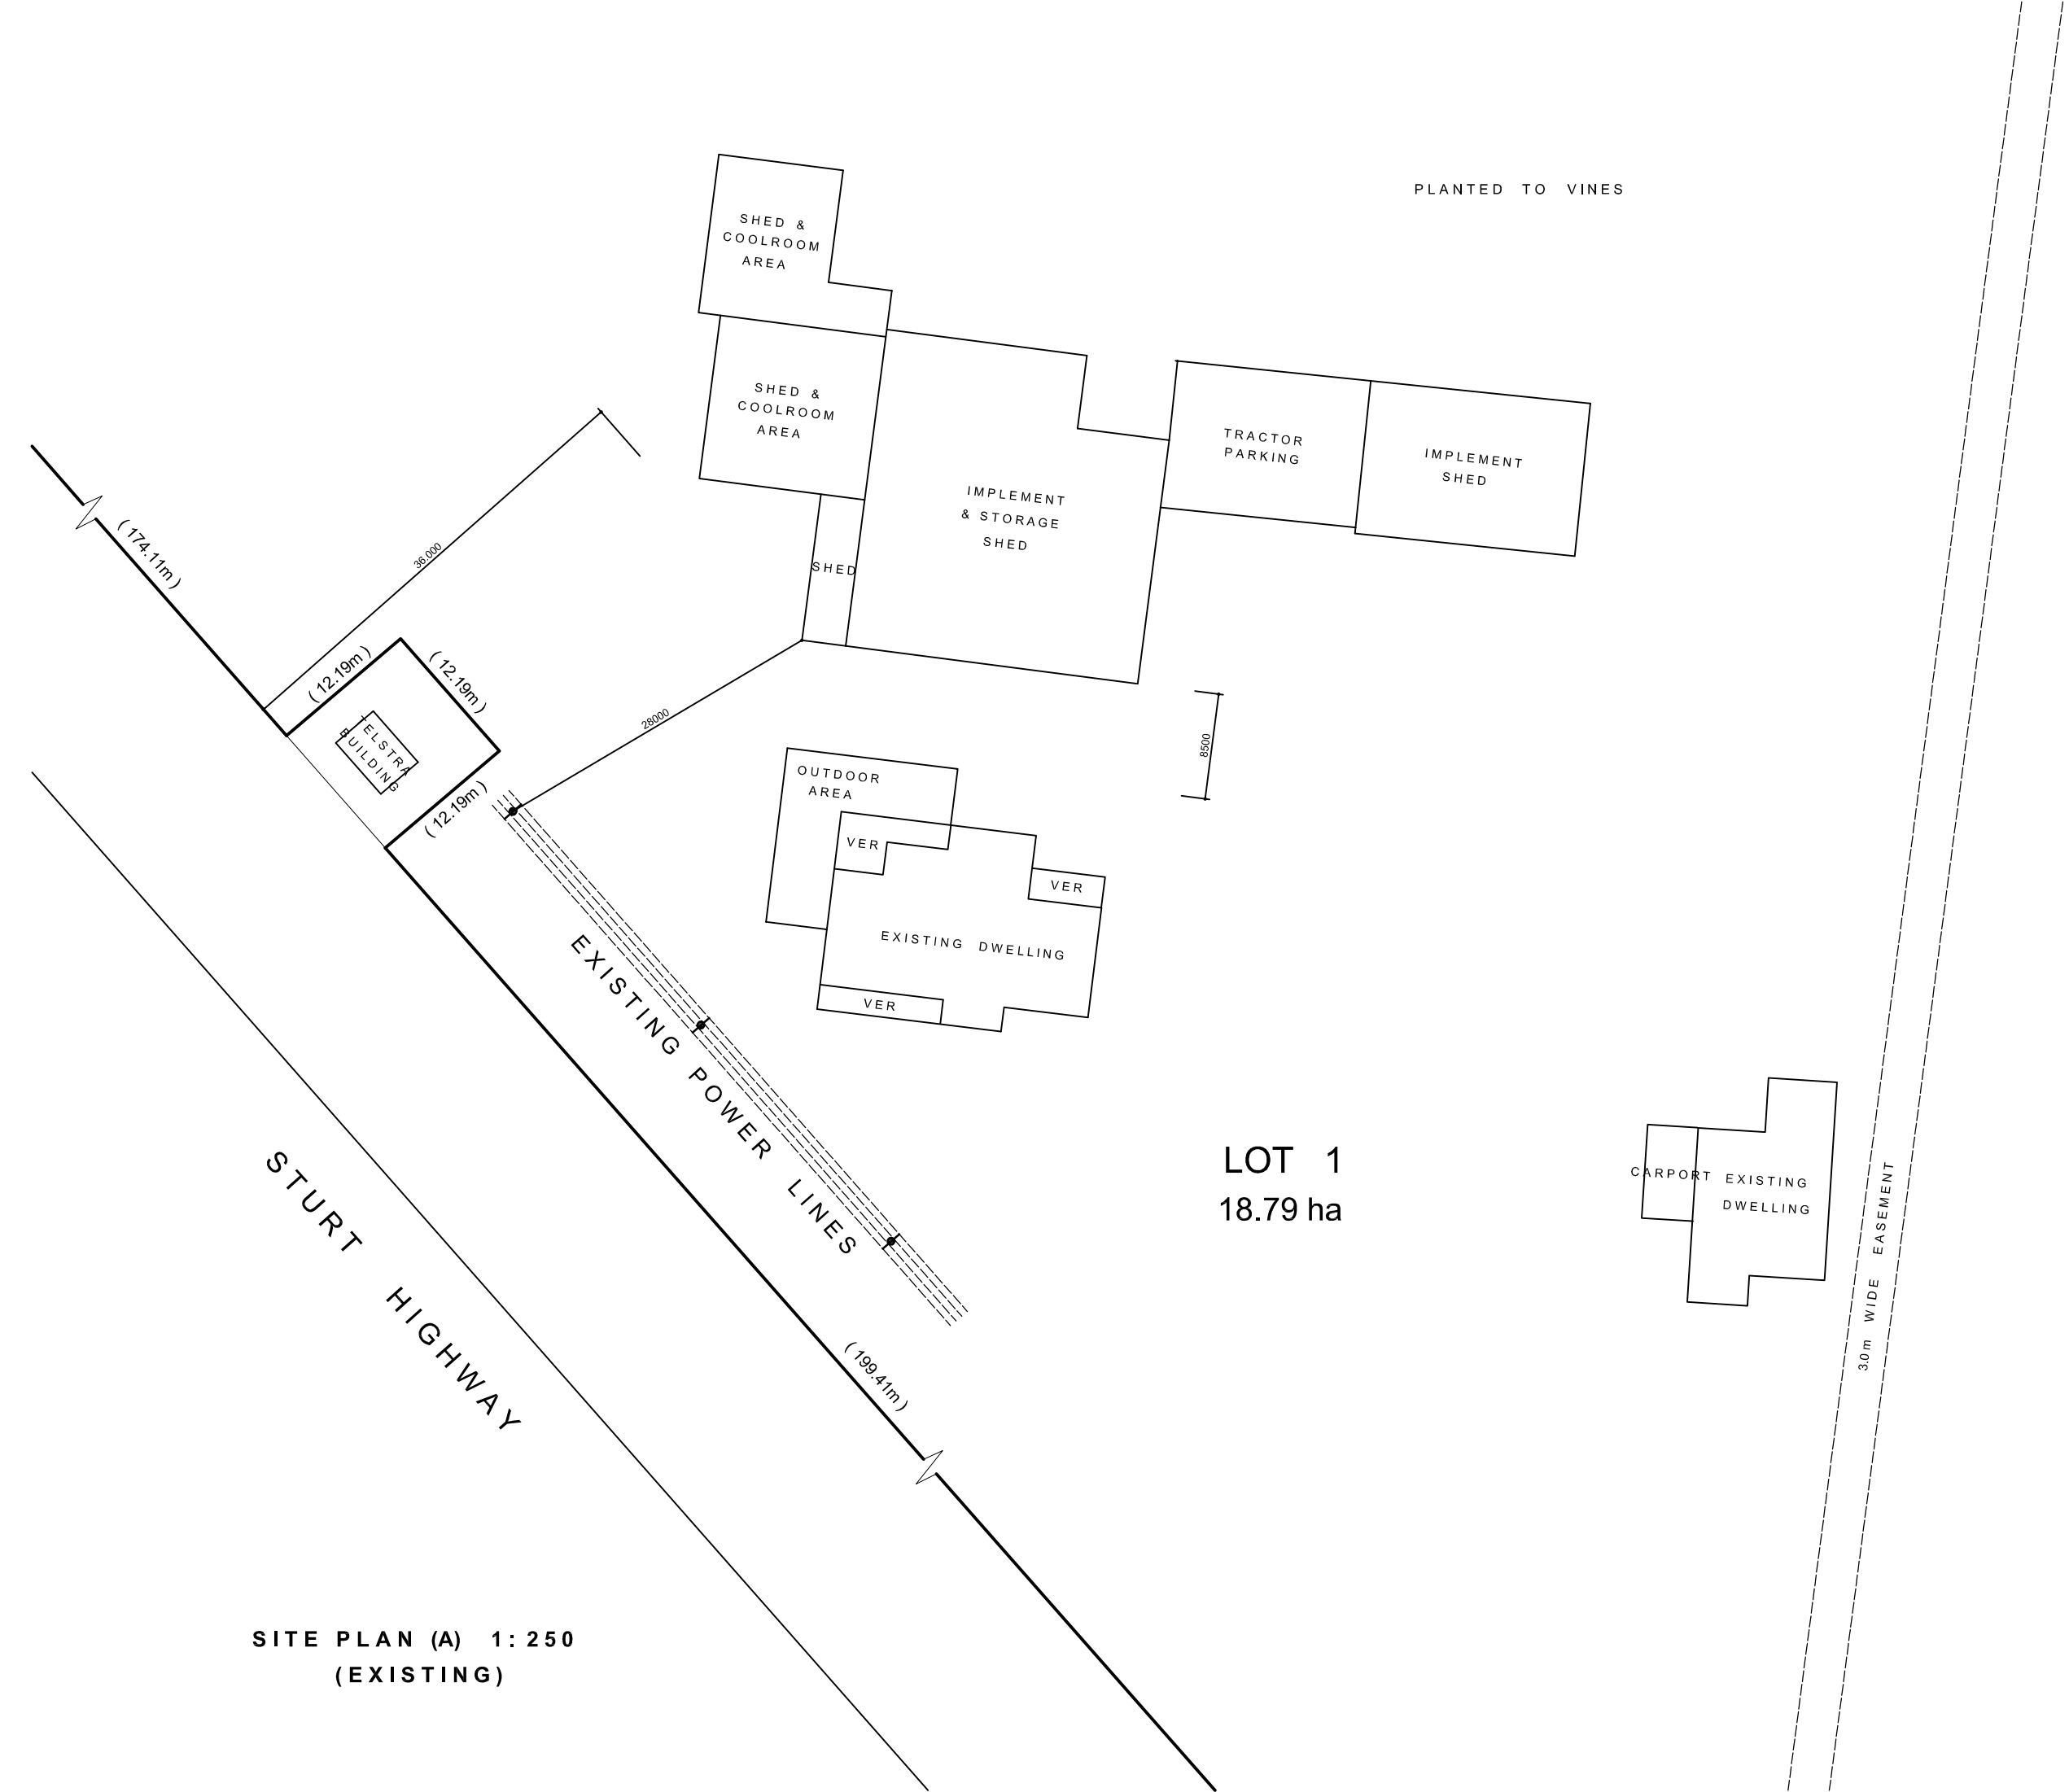 PLANTED TO VINES
SHED &
COOLROOM
AREA
SHED &
COOLROOM
AREA
TRACTOR
PARKING
IMPLEMENT
SHED
IMPLEMENT
& STORAGE
SHED
SHED
36.000
(174.11m)
(12.19m)
(12.19m)
TELSTRA
BUILDING
(12.19m)
28000
8500
OUTDOOR
AREA
VER
VER
EXISTING DWELLING
VER
EXISTING POWER LINES
LOT 1
18.79 ha
CARPORT
EXISTING
DWELLING
3.0 m WIDE EASEMENT
STURT HIGHWAY
(199.41m)
SITE PLAN (A) 1:250
(EXISTING)